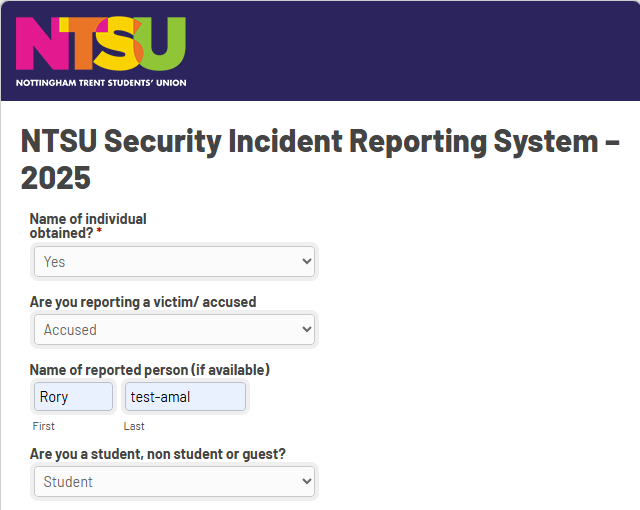 NTSU
NOTTINGHAM TRENT STUDENTS' UNION
NTSU Security Incident Reporting System –
2025
Name of individual
obtained? *
Yes
Are you reporting a victim/ accused
Accused
Name of reported person (if available)
Rory test-amal
First Last
Are you a student, non student or guest?
Student